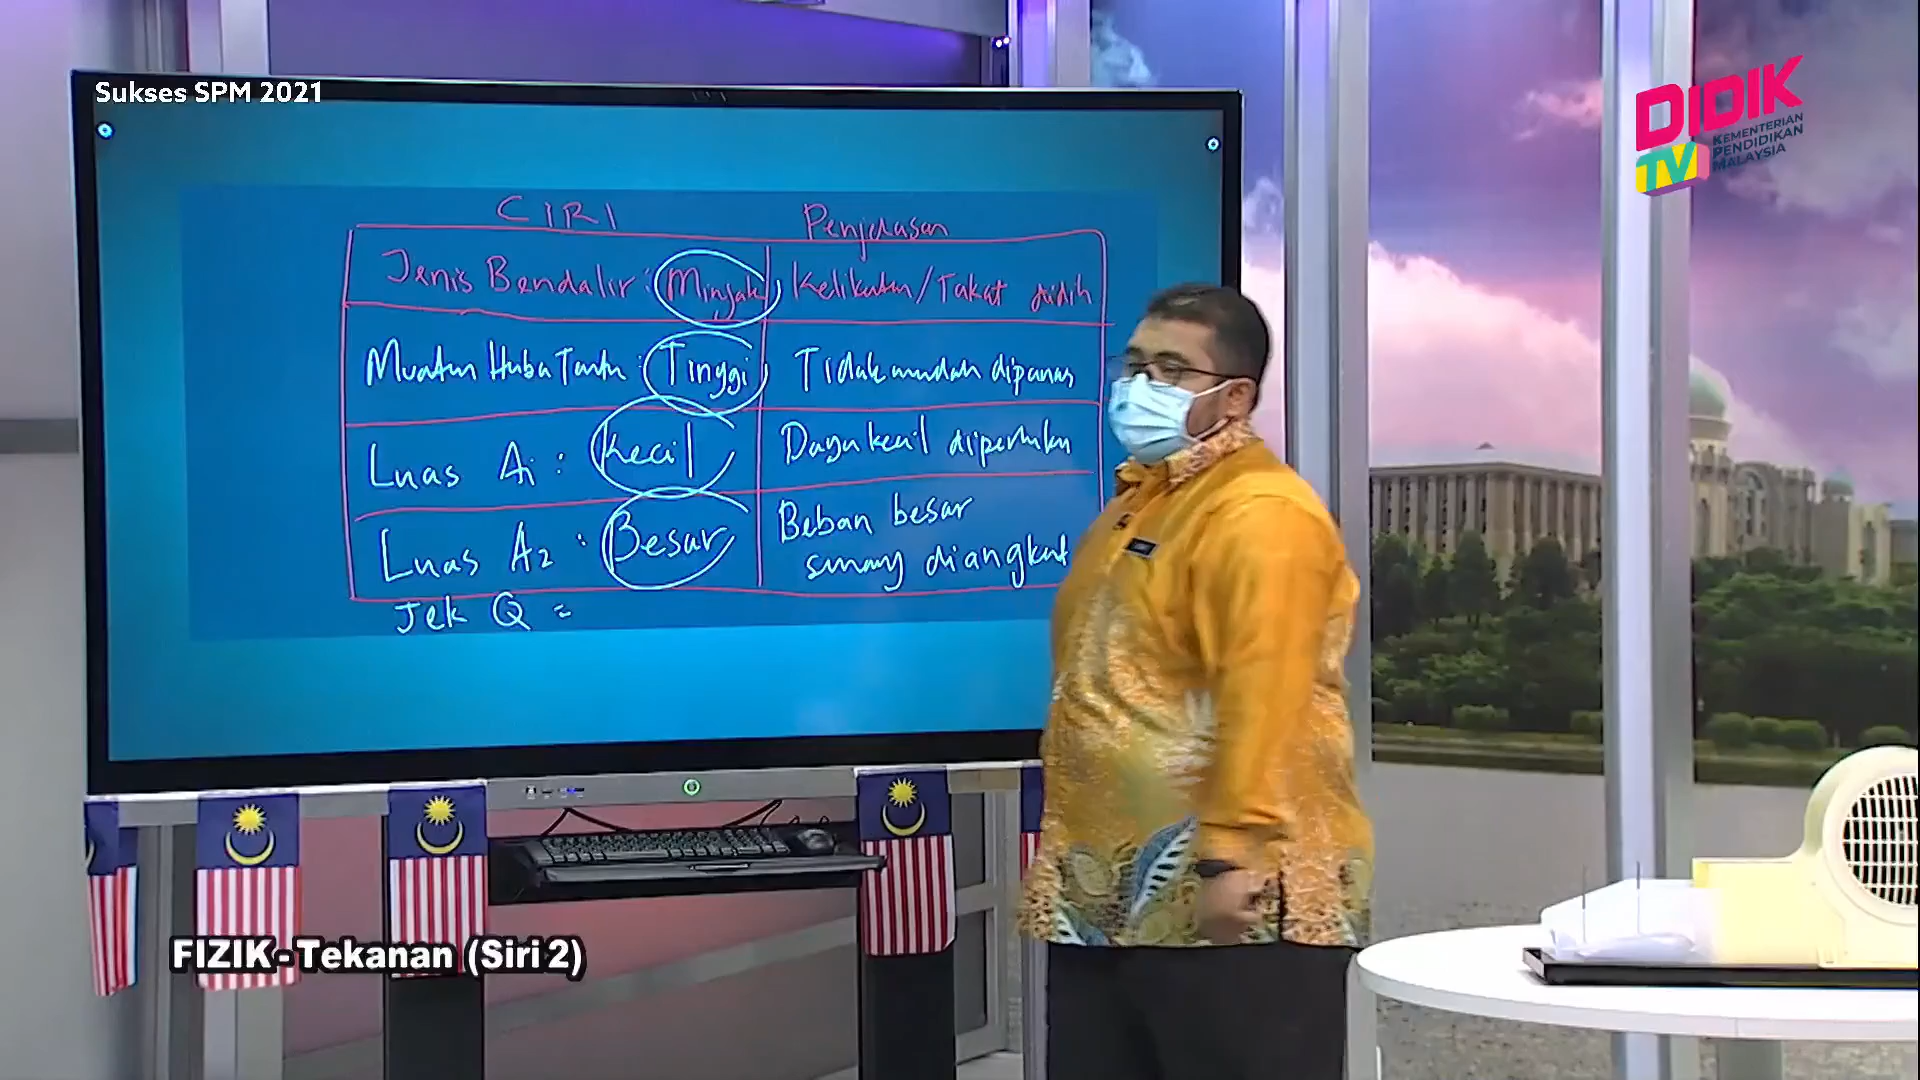 Sukses SPM 2021
DIDIK
TV
KEMENTERIAN
PENDIDIKAN
MALAYSIA
CIRI Penjelasan
Jenis Bendalir : Minyak Kelikatan/Takat didih
Muatan Haba Tentu : Tinggi Tidak mudah dipanas
Luas A1 : Kecil Daya kecil diperlukan
Luas A2 : Besar Beban besar
senang diangkat
Jek Q =
FIZIK - Tekanan (Siri 2)